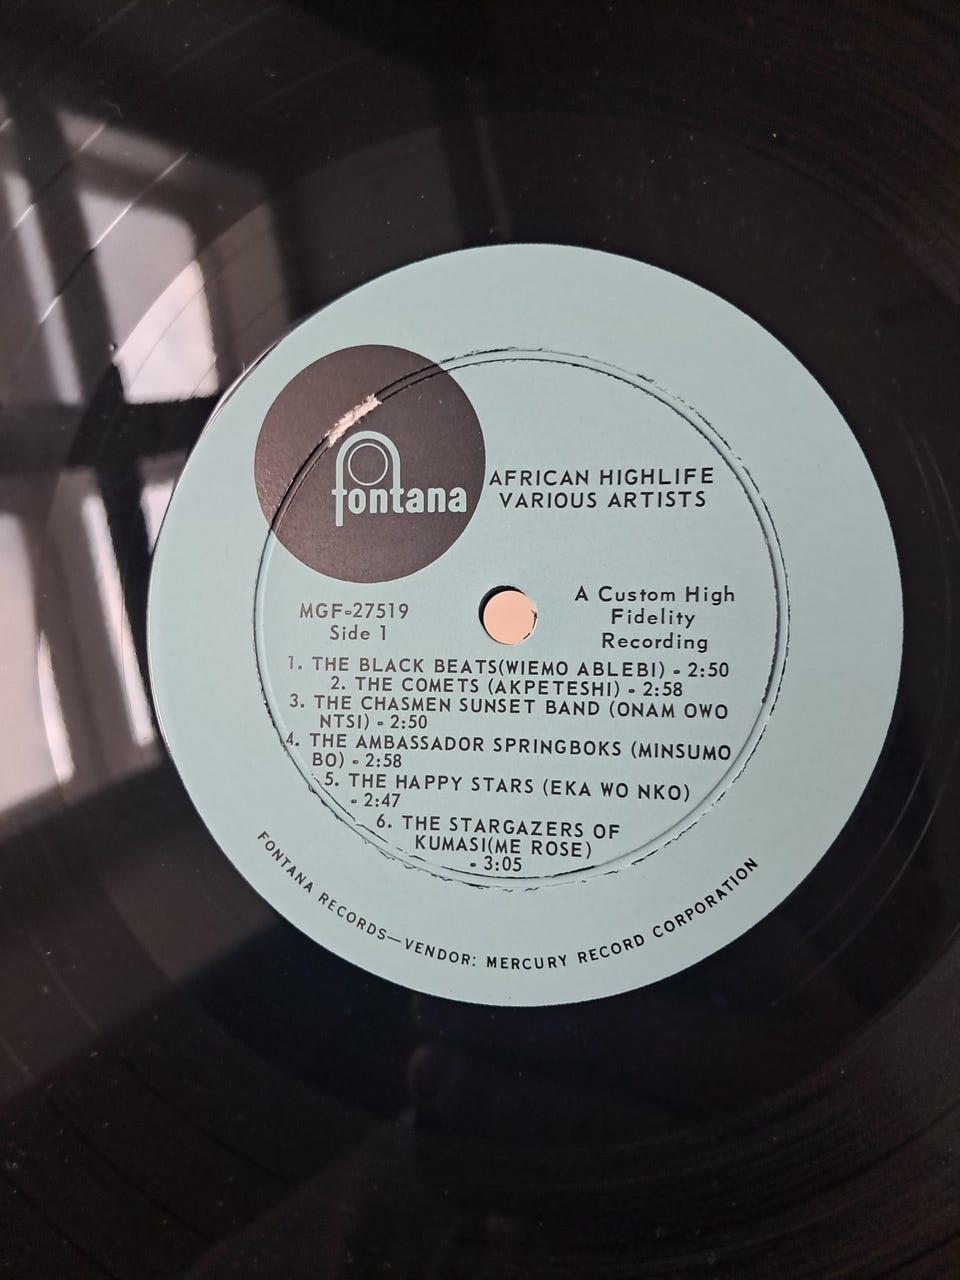 fontana
AFRICAN HIGHLIFE
VARIOUS ARTISTS
MGF-27519
Side 1
A Custom High
Fidelity
Recording
1. THE BLACK BEATS(WIEMO ABLEBI) - 2:50
2. THE COMETS (AKPETESHI) - 2:58
3. THE CHASMEN SUNSET BAND (ONAM OWO
NTSI) - 2:50
4. THE AMBASSADOR SPRINGBOKS (MINSUMO
BO) - 2:58
5. THE HAPPY STARS (EKA WO NKO)
- 2:47
6. THE STARGAZERS OF
KUMASI(ME ROSE)
- 3:05
FONTANA RECORDS—VENDOR: MERCURY RECORD CORPORATION